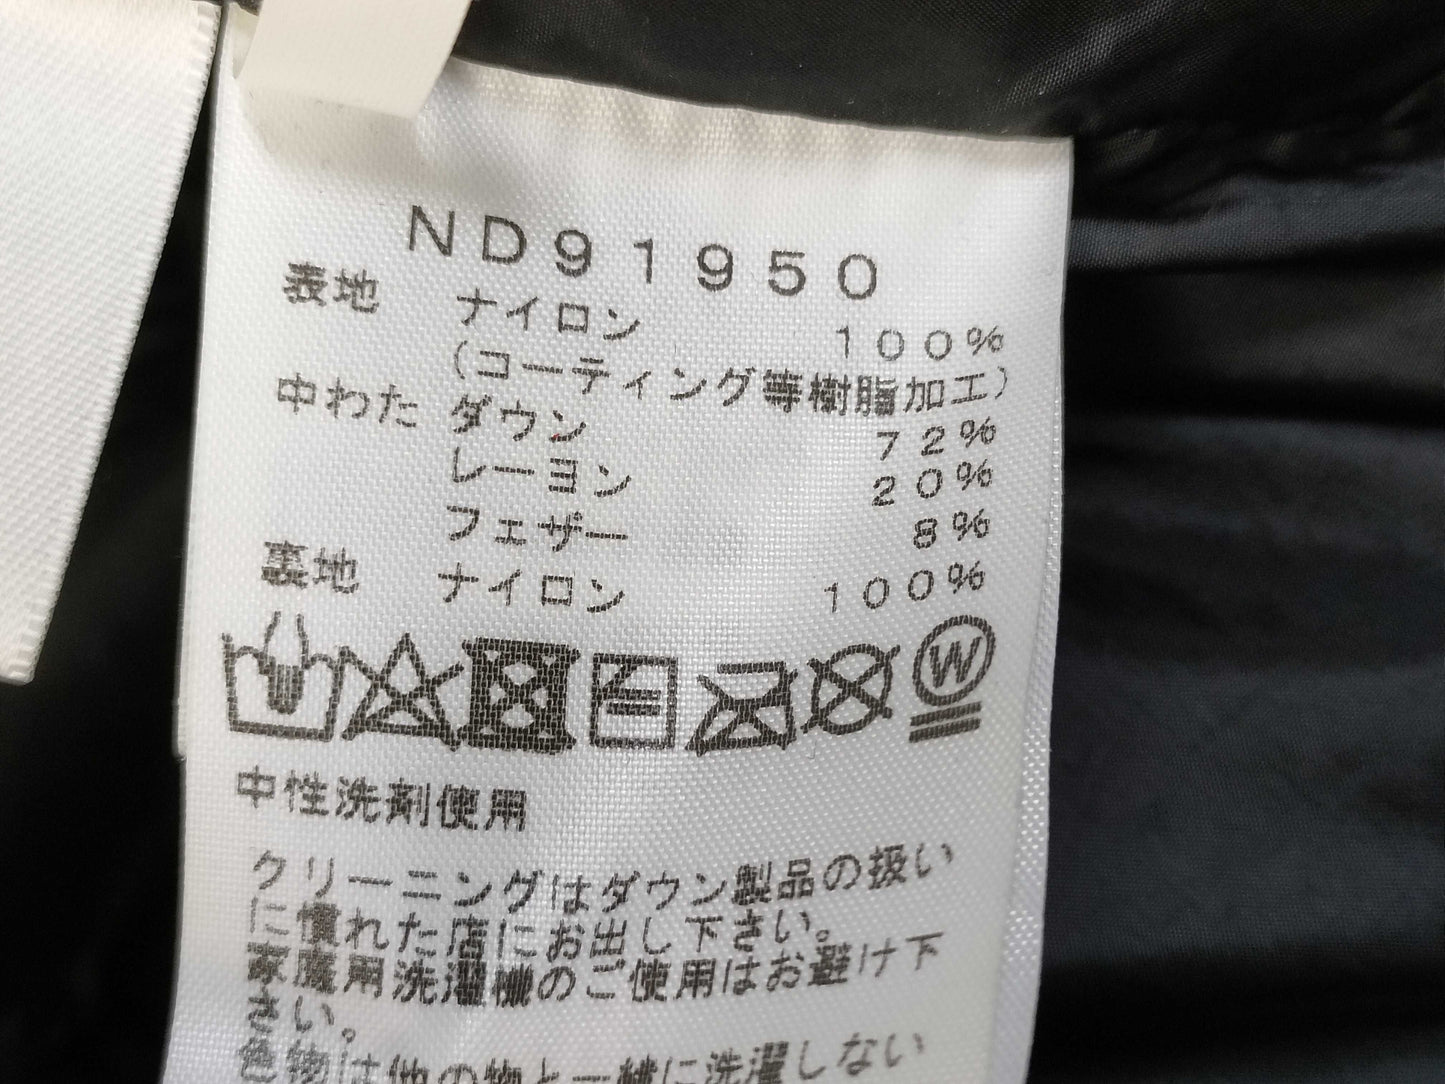 ND91950
表地 ナイロン 100%
(コーティング等樹脂加工)
中わた ダウン 72%
レーヨン 20%
フェザー 8%
裏地 ナイロン 100%
W
中性洗剤使用
クリーニングはダウン製品の扱い
に慣れた店にお出し下さい。
家庭用洗濯機のご使用はお避け下
さい。
色物は他の物と一緒に洗濯しない